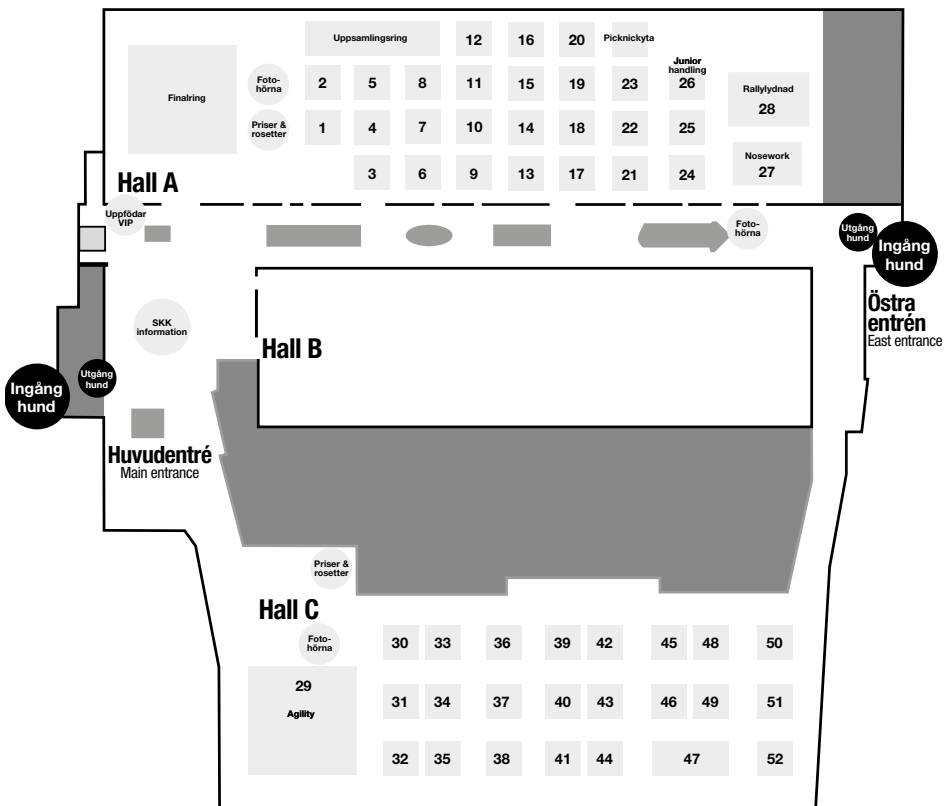 Uppsamlingsring
12
16
20
Picknickyta
Junior
handling
26
Finalring
Foto-
hörna
2
5
8
11
15
19
23
Rallylydnad
28
Priser &
rosetter
1
4
7
10
14
18
22
25
Nosework
27
3
6
9
13
17
21
24
Hall A
Uppfödar
VIP
Foto-
hörna
Utgång
hund
Ingång
hund
Östra
entrén
East entrance
SKK
information
Hall B
Ingång
hund
Utgång
hund
Huvudentré
Main entrance
Priser &
rosetter
Hall C
Foto-
hörna
30
33
36
39
42
45
48
50
29
Agility
31
34
37
40
43
46
49
51
32
35
38
41
44
47
52